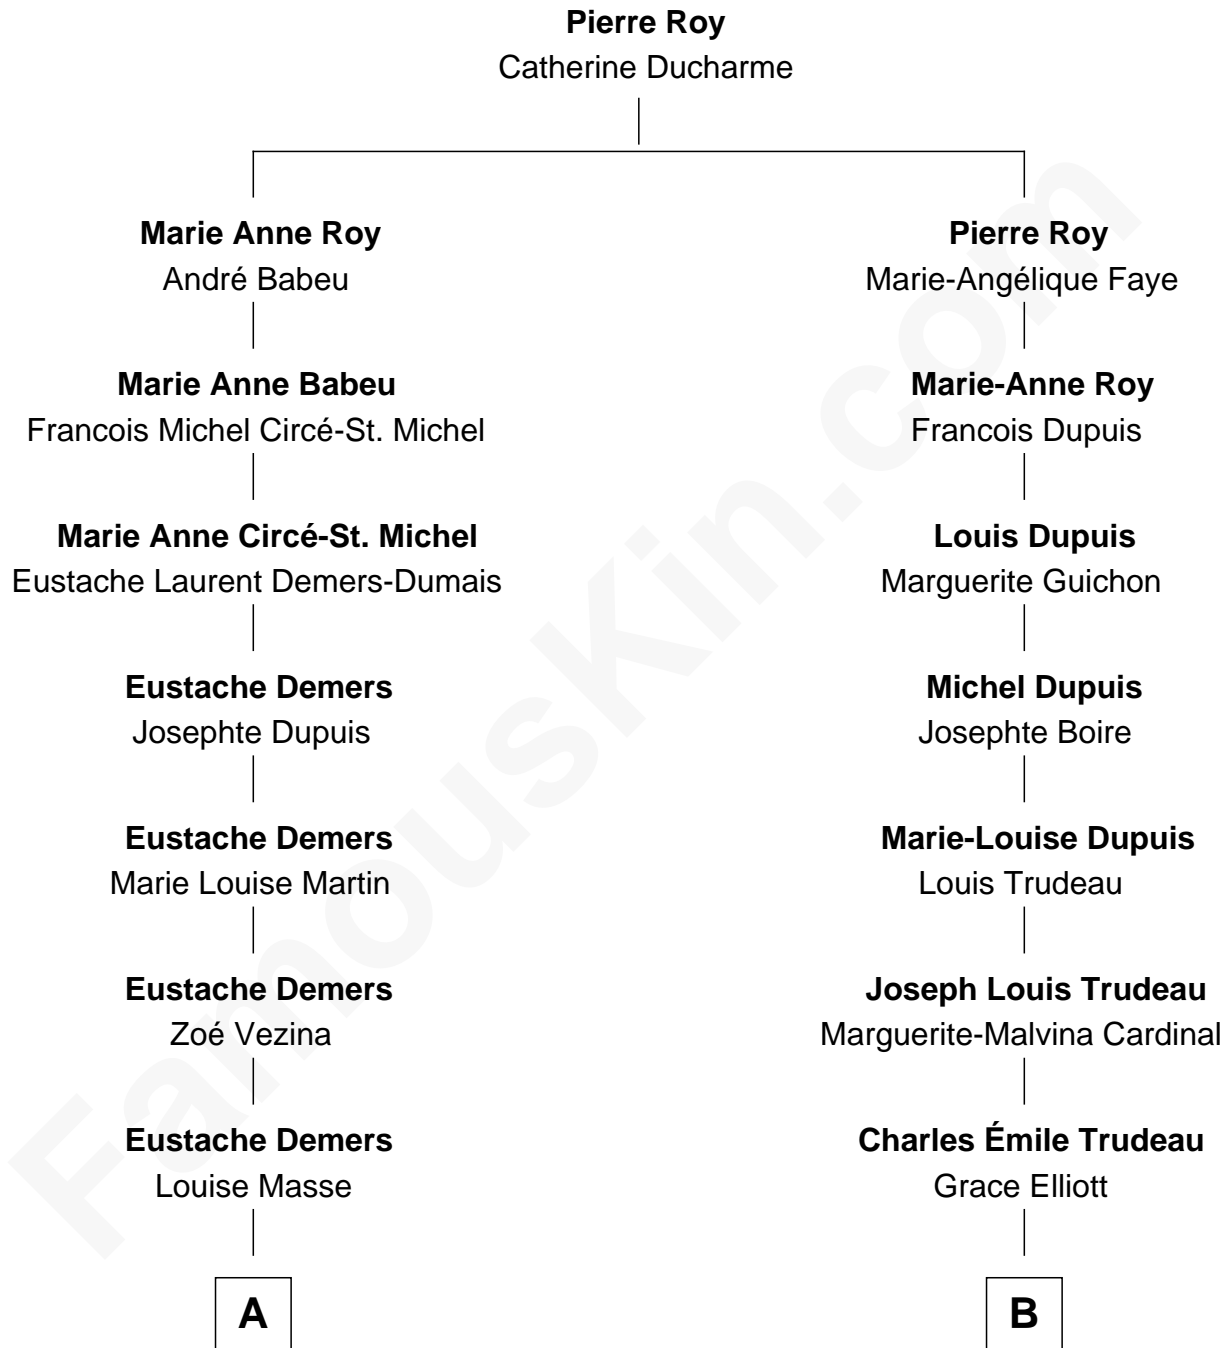 Pierre Roy
Catherine Ducharme
Marie Anne Roy
André Babeu
Pierre Roy
Marie-Angélique Faye
Marie Anne Babeu
Francois Michel Circé-St. Michel
Marie-Anne Roy
Francois Dupuis
Marie Anne Circé-St. Michel
Eustache Laurent Demers-Dumais
Louis Dupuis
Marguerite Guichon
Eustache Demers
Josephte Dupuis
Michel Dupuis
Josephte Boire
Eustache Demers
Marie Louise Martin
Marie-Louise Dupuis
Louis Trudeau
Eustache Demers
Zoé Vezina
Joseph Louis Trudeau
Marguerite-Malvina Cardinal
Eustache Demers
Louise Masse
Charles Émile Trudeau
Grace Elliott
A
B
FamousKin.com